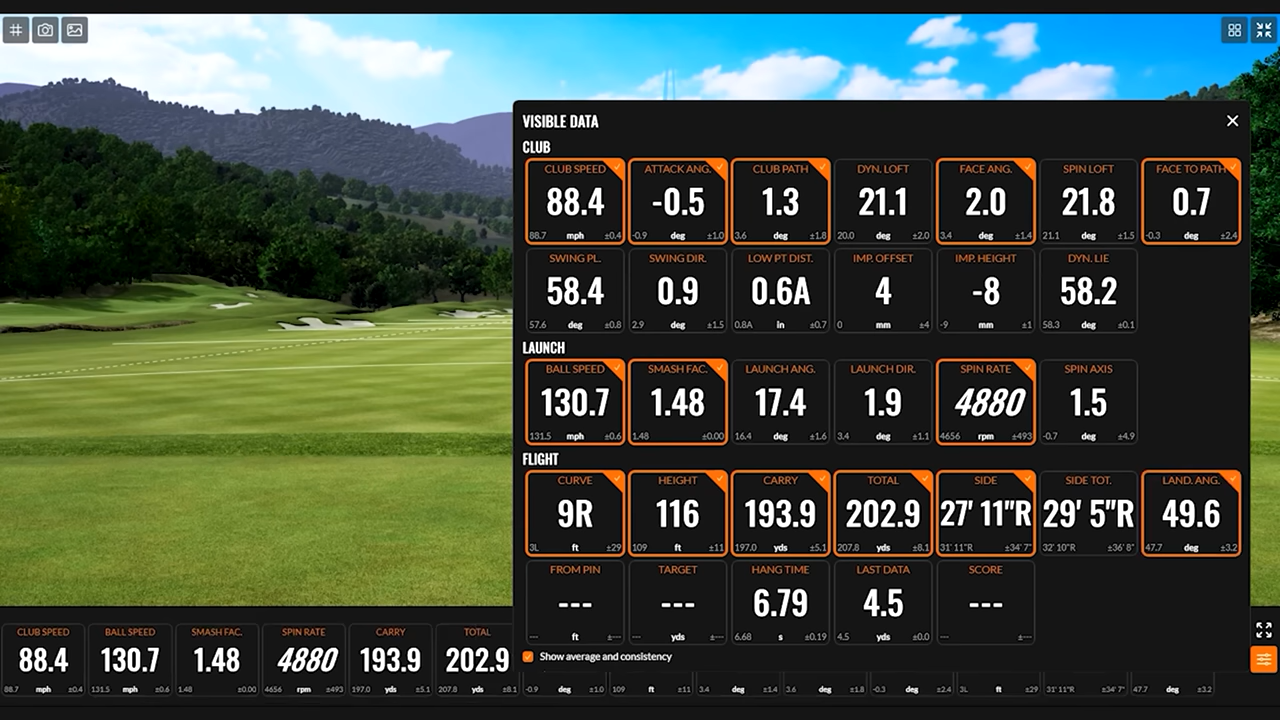 VISIBLE DATA
CLUB
CLUB SPEED ATTACK ANG. CLUB PATH DYN. LOFT FACE ANG. SPIN LOFT FACE TO PATH
88.4 -0.5 1.3 21.1 2.0 21.8 0.7
88.7 mph ±0.4 -0.9 deg ±1.0 3.6 deg ±1.8 20.0 deg ±2.0 3.4 deg ±1.4 21.1 deg ±1.5 -0.3 deg ±2.4
SWING PL. SWING DIR. LOW PT DIST. IMP. OFFSET IMP. HEIGHT DYN. LIE
58.4 0.9 0.6A 4 -8 58.2
57.6 deg ±0.8 2.9 deg ±1.5 0.8A in ±0.7 0 mm ±4 -9 mm ±1 58.3 deg ±0.1
LAUNCH
BALL SPEED SMASH FAC. LAUNCH ANG. LAUNCH DIR. SPIN RATE SPIN AXIS
130.7 1.48 17.4 1.9 4880 1.5
131.5 mph ±0.6 1.48 ±0.00 16.4 deg ±1.6 3.4 deg ±1.1 4656 rpm ±493 -0.7 deg ±4.9
FLIGHT
CURVE HEIGHT CARRY TOTAL SIDE SIDE TOT. LAND. ANG.
9R 116 193.9 202.9 27' 11"R 29' 5"R 49.6
3L ft ±29 109 ft ±11 197.0 yds ±5.1 207.8 yds ±8.1 31' 11"R ±34' 7" 32' 10"R ±36' 8" 47.7 deg ±3.2
FROM PIN TARGET HANG TIME LAST DATA SCORE
--- --- 6.79 4.5 ---
--- ft ±--- --- yds ±--- 6.68 s ±0.19 4.5 yds ±0.0 --- ±---
Show average and consistency
CLUB SPEED BALL SPEED SMASH FAC. SPIN RATE CARRY TOTAL
88.4 130.7 1.48 4880 193.9 202.9
88.7 mph ±0.4 131.5 mph ±0.6 1.48 ±0.00 4656 rpm ±493 197.0 yds ±5.1 207.8 yds ±8.1 -0.9 deg ±1.0 109 ft ±11 3.4 deg ±1.4 3.6 deg ±1.8 -0.3 deg ±2.4 3L ft ±29 31' 11"R ±34' 7" 47.7 deg ±3.2